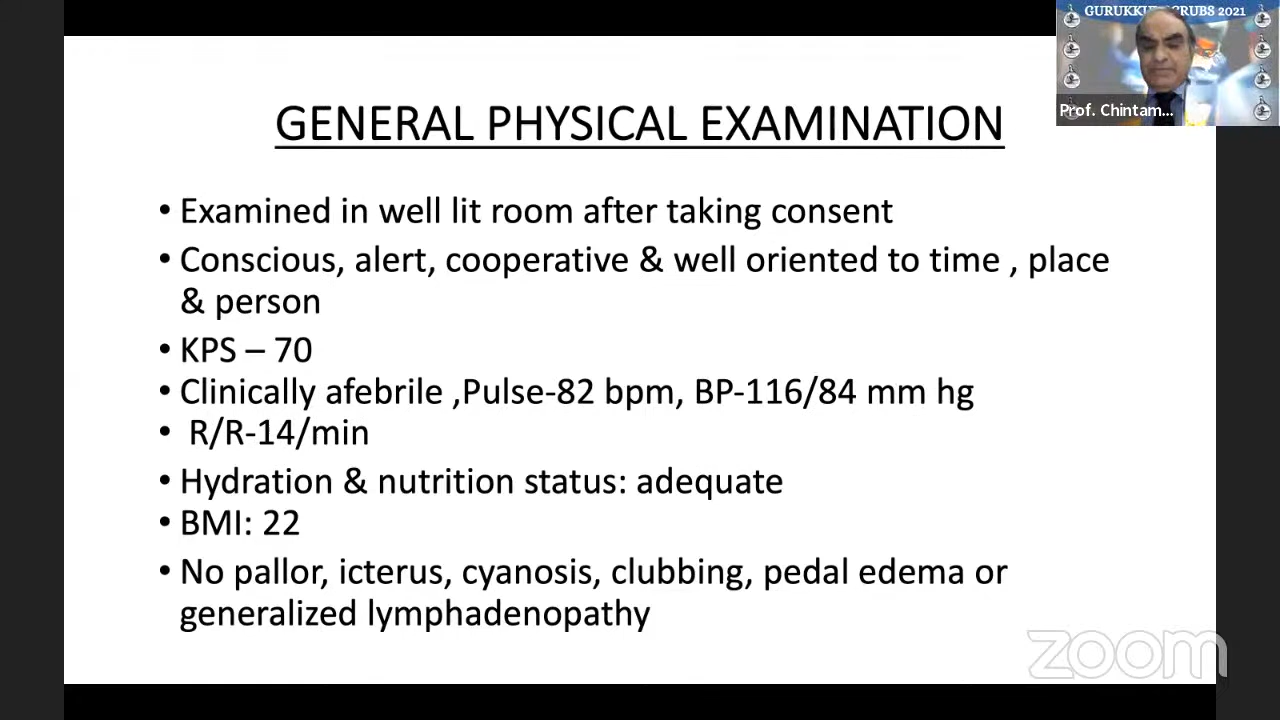 GURUKKUL SCRUBS 2021
Prof. Chintam...
GENERAL PHYSICAL EXAMINATION
• Examined in well lit room after taking consent
• Conscious, alert, cooperative & well oriented to time , place
& person
• KPS – 70
• Clinically afebrile ,Pulse-82 bpm, BP-116/84 mm hg
• R/R-14/min
• Hydration & nutrition status: adequate
• BMI: 22
• No pallor, icterus, cyanosis, clubbing, pedal edema or
generalized lymphadenopathy
zoom